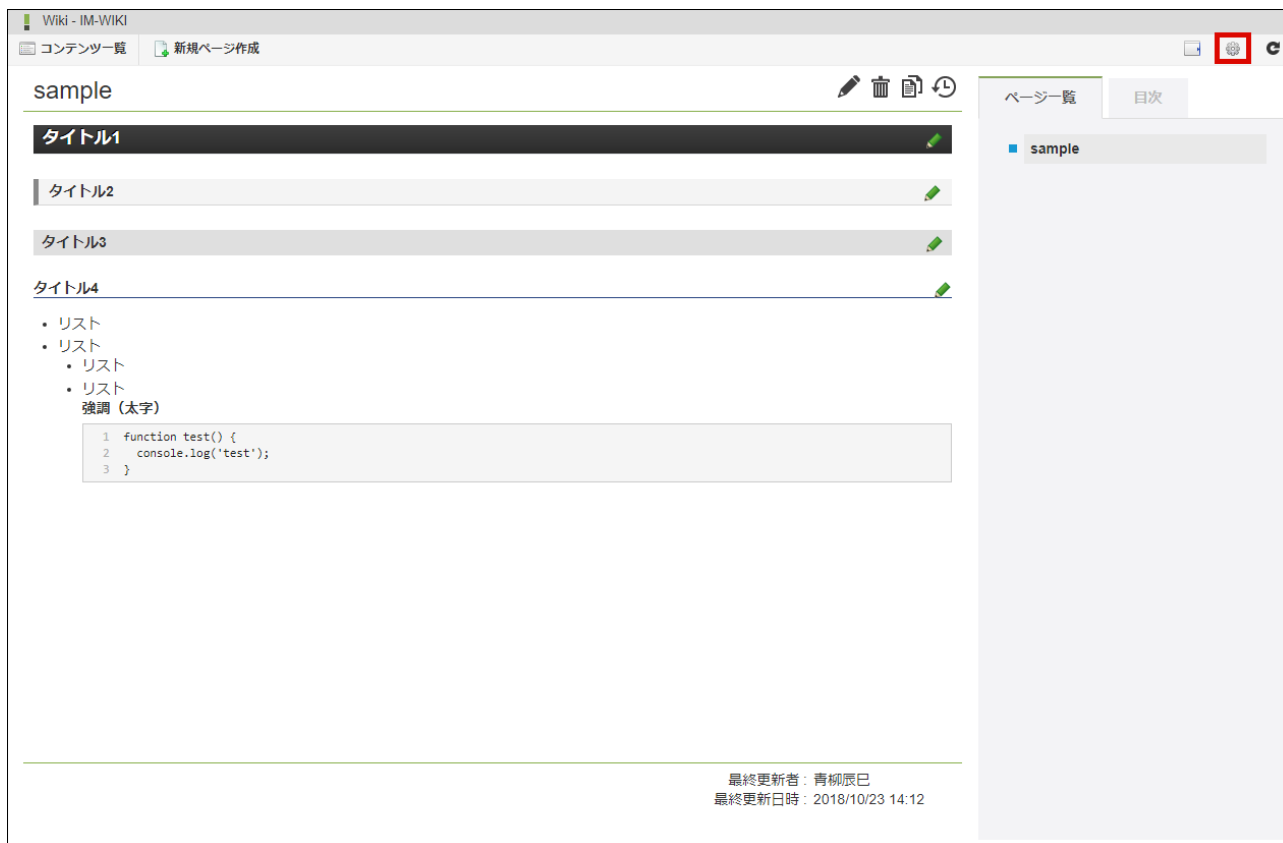 Wiki - IM-WIKI
コンテンツ一覧 新規ページ作成
sample
ページ一覧 目次
タイトル1
sample
タイトル2
タイトル3
タイトル4
• リスト
• リスト
• リスト
• リスト
強調（太字）
1 function test() {
2 console.log('test');
3 }
最終更新者 : 青柳辰巳
最終更新日時 : 2018/10/23 14:12